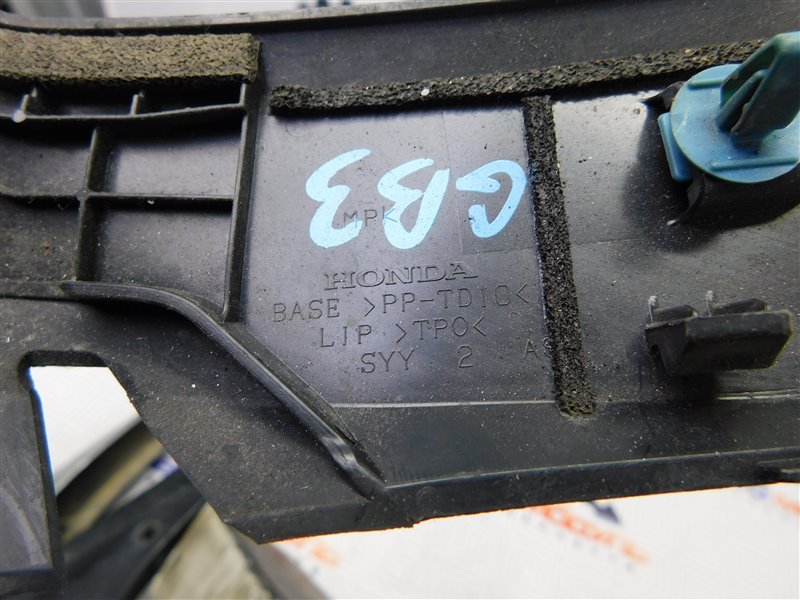 GB3
MPK
HONDA
BASE >PP-TD10<
LIP >TPO<
SYY 2